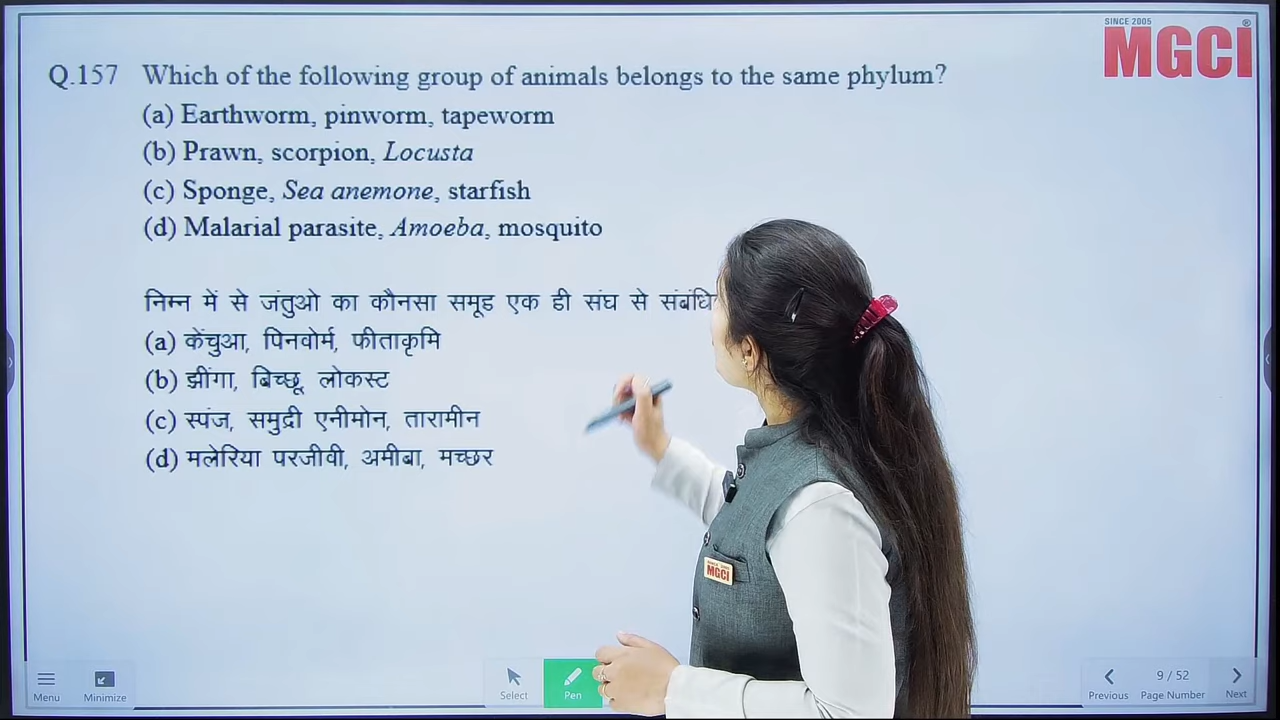 SINCE 2005
MGCI®
Q.157 Which of the following group of animals belongs to the same phylum?
(a) Earthworm, pinworm, tapeworm
(b) Prawn, scorpion, Locusta
(c) Sponge, Sea anemone, starfish
(d) Malarial parasite, Amoeba, mosquito
निम्न में से जंतुओ का कौनसा समूड एक ही संघ से
(a) केंचुआ, पिनवोर्म, फीताकृमि
(b) झींगा, बिच्छू, लोकस्ट
(c) स्पंज, समुद्री एनीमोन, तारामीन
(d) मलेरिया परजीवी, अमीबा, मच्छर
MGCI
Menu
Minimize
Select
Pen
Previous
9 / 52
Page Number
Next